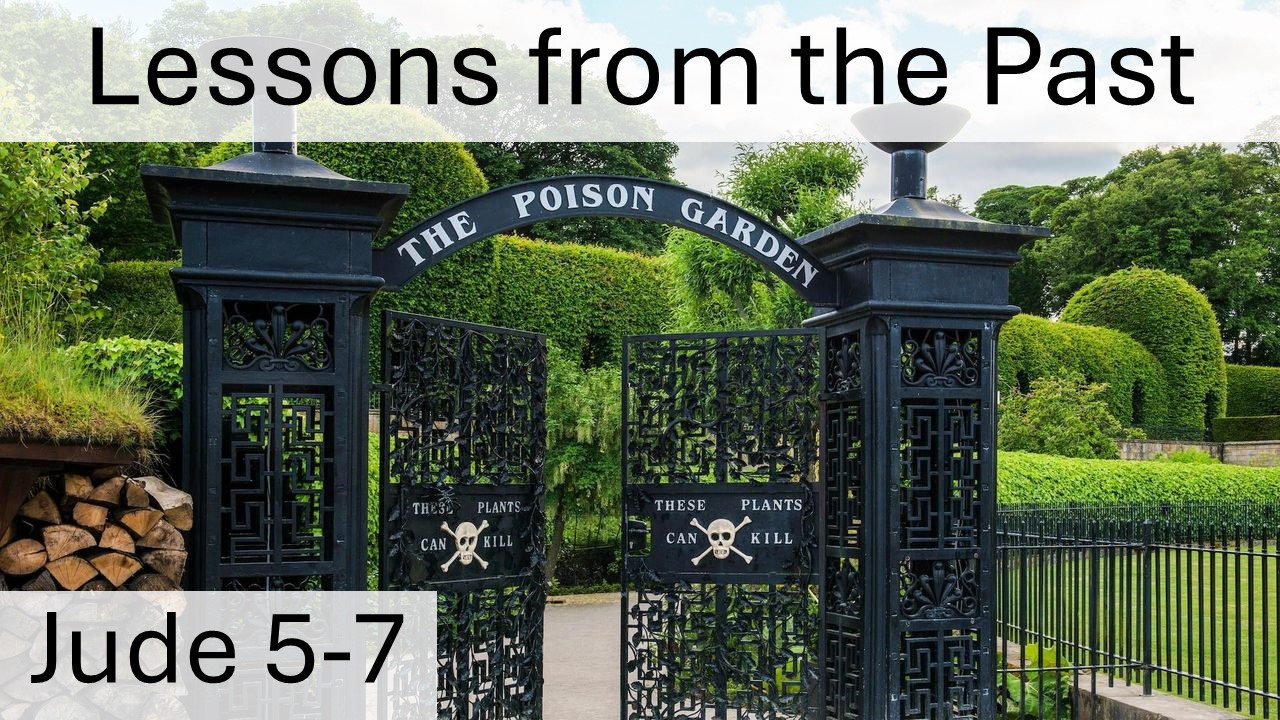 Lessons from the Past
THE POISON GARDEN
THESE PLANTS
CAN KILL
THESE PLANTS
CAN KILL
Jude 5-7